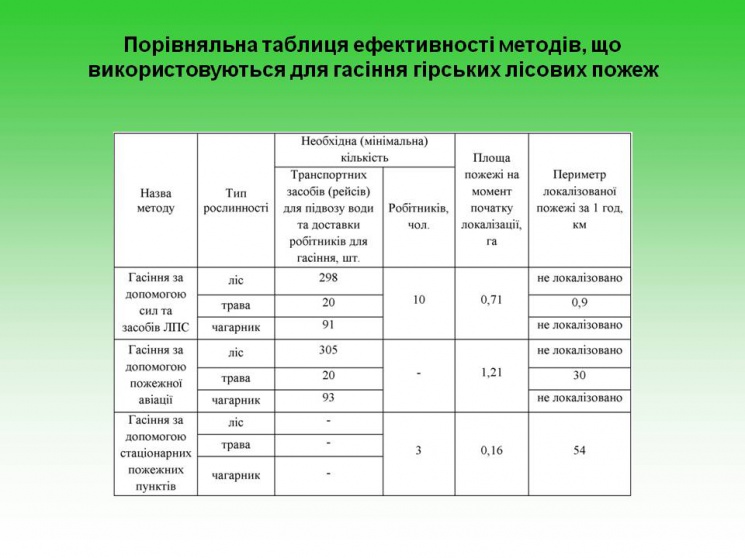 Порівняльна таблиця ефективності методів, що
використовуються для гасіння гірських лісових пожеж
Назва
методу
Тип
рослинності
Необхідна (мінімальна)
кількість
Транспортних
засобів (рейсів)
для підвозу води
та доставки
робітників для
гасіння, шт.
Робітників,
чол.
Площа
пожежі на
момент
початку
локалізації,
га
Периметр
локалізованої
пожежі за 1 год,
км
Гасіння за
допомогою
сил та
засобів ЛПС
ліс
298
10
0,71
не локалізовано
трава
20
0,9
чагарник
91
не локалізовано
Гасіння за
допомогою
пожежної
авіації
ліс
305
-
1,21
не локалізовано
трава
20
30
чагарник
93
не локалізовано
Гасіння за
допомогою
стаціонарних
пожежних
пунктів
ліс
-
3
0,16
54
трава
-
чагарник
-